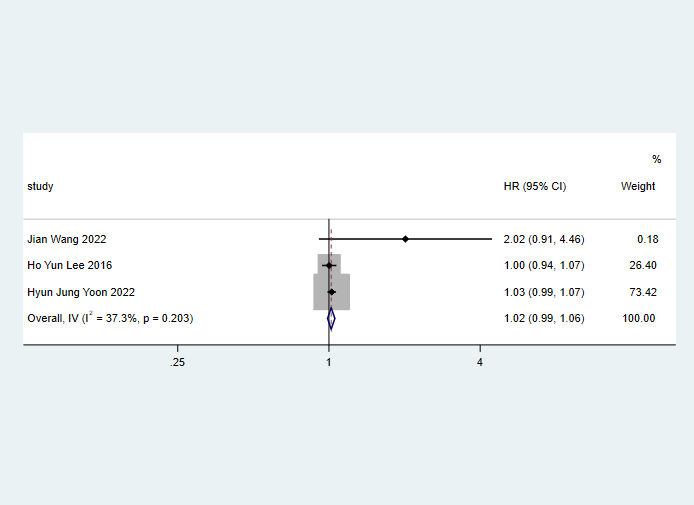 %
study HR (95% CI) Weight
Jian Wang 2022 2.02 (0.91, 4.46) 0.18
Ho Yun Lee 2016 1.00 (0.94, 1.07) 26.40
Hyun Jung Yoon 2022 1.03 (0.99, 1.07) 73.42
Overall, IV (I² = 37.3%, p = 0.203) 1.02 (0.99, 1.06) 100.00
.25 1 4